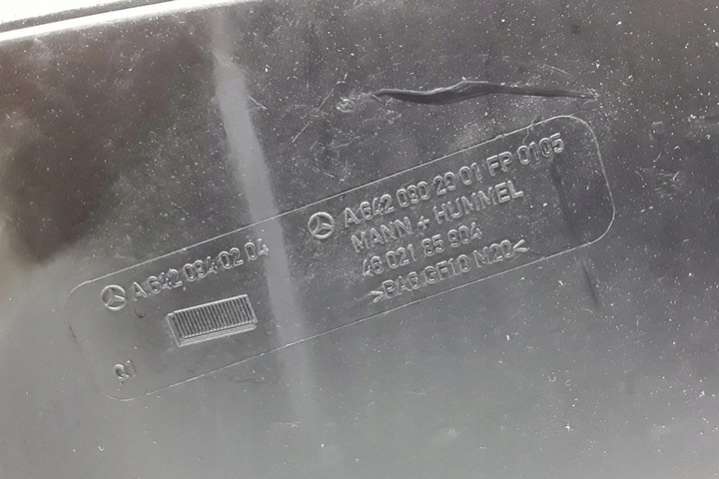 A 642 094 02 04
A 642 090 29 01 FP 0105
MANN + HUMMEL
46 021 85 904
>PA6 GF10 M20<